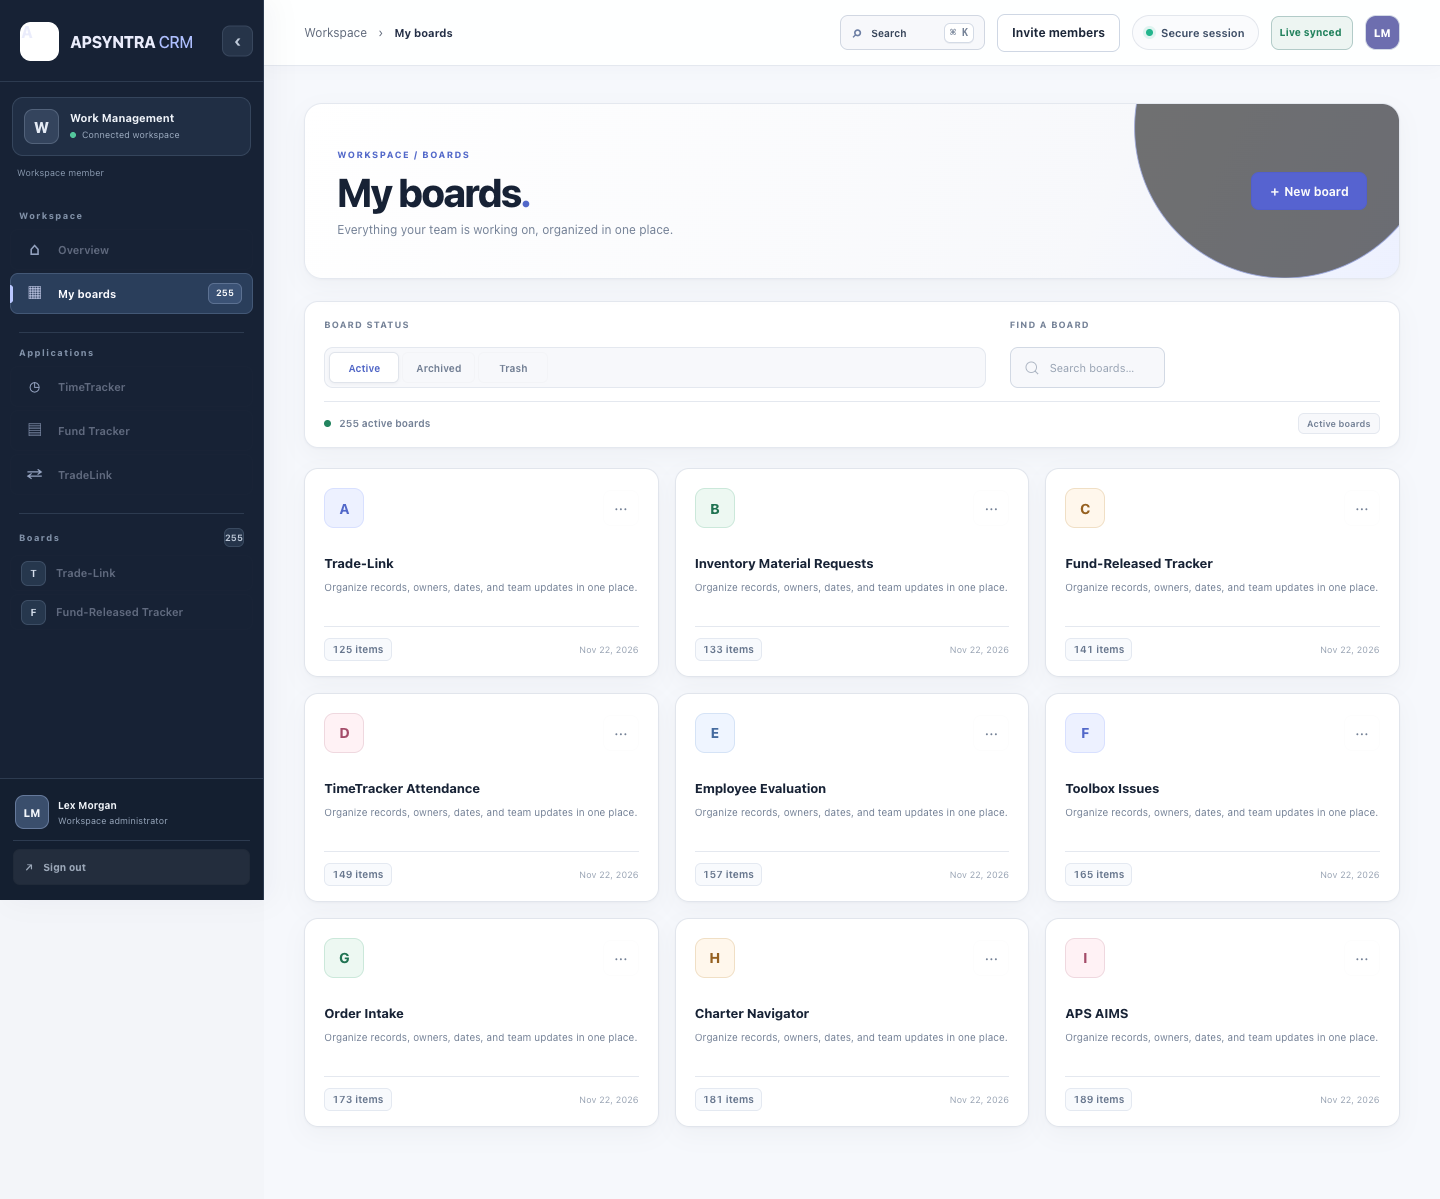 APSYNTRA CRM
W
Work Management
Connected workspace
Workspace member
Workspace
Overview
My boards 255
Applications
TimeTracker
Fund Tracker
TradeLink
Boards 255
T Trade-Link
F Fund-Released Tracker
LM
Lex Morgan
Workspace administrator
Sign out
Workspace › My boards
Search ⌘ K
Invite members
Secure session
Live synced
LM
WORKSPACE / BOARDS
My boards.
Everything your team is working on, organized in one place.
+ New board
BOARD STATUS
FIND A BOARD
Active Archived Trash
Search boards...
255 active boards
Active boards
A ...
Trade-Link
Organize records, owners, dates, and team updates in one place.
125 items Nov 22, 2026
B ...
Inventory Material Requests
Organize records, owners, dates, and team updates in one place.
133 items Nov 22, 2026
C ...
Fund-Released Tracker
Organize records, owners, dates, and team updates in one place.
141 items Nov 22, 2026
D ...
TimeTracker Attendance
Organize records, owners, dates, and team updates in one place.
149 items Nov 22, 2026
E ...
Employee Evaluation
Organize records, owners, dates, and team updates in one place.
157 items Nov 22, 2026
F ...
Toolbox Issues
Organize records, owners, dates, and team updates in one place.
165 items Nov 22, 2026
G ...
Order Intake
Organize records, owners, dates, and team updates in one place.
173 items Nov 22, 2026
H ...
Charter Navigator
Organize records, owners, dates, and team updates in one place.
181 items Nov 22, 2026
I ...
APS AIMS
Organize records, owners, dates, and team updates in one place.
189 items Nov 22, 2026